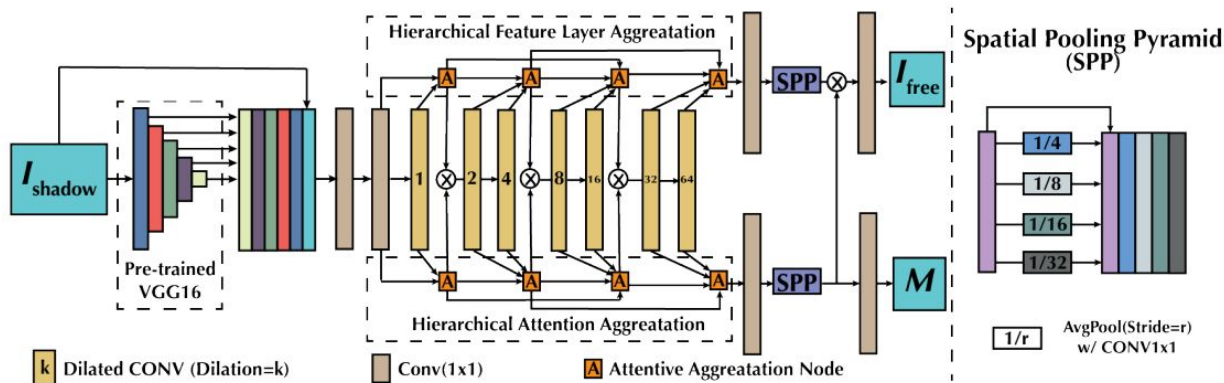 Hierarchical Feature Layer Aggreatation
A A A A
I shadow
Pre-trained
VGG16
1 2 4 8 16 32 64
A A A A
Hierarchical Attention Aggreatation
SPP
I free
SPP
M
k Dilated CONV (Dilation=k)
Conv(1x1)
A Attentive Aggreatation Node
Spatial Pooling Pyramid
(SPP)
1/4
1/8
1/16
1/32
1/r
AvgPool(Stride=r)
w/ CONV1x1